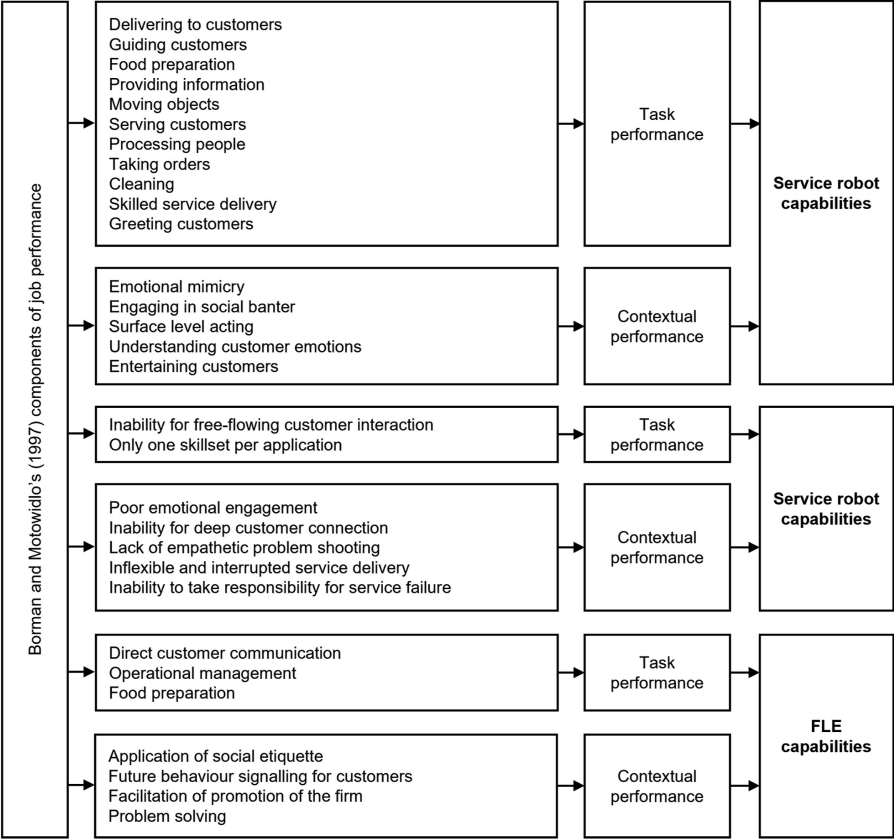 Borman and Motowidlo's (1997) components of job performance
Delivering to customers
Guiding customers
Food preparation
Providing information
Moving objects
Serving customers
Processing people
Taking orders
Cleaning
Skilled service delivery
Greeting customers
Task
performance
Service robot
capabilities
Emotional mimicry
Engaging in social banter
Surface level acting
Understanding customer emotions
Entertaining customers
Contextual
performance
Inability for free-flowing customer interaction
Only one skillset per application
Task
performance
Service robot
capabilities
Poor emotional engagement
Inability for deep customer connection
Lack of empathetic problem shooting
Inflexible and interrupted service delivery
Inability to take responsibility for service failure
Contextual
performance
Direct customer communication
Operational management
Food preparation
Task
performance
FLE
capabilities
Application of social etiquette
Future behaviour signalling for customers
Facilitation of promotion of the firm
Problem solving
Contextual
performance